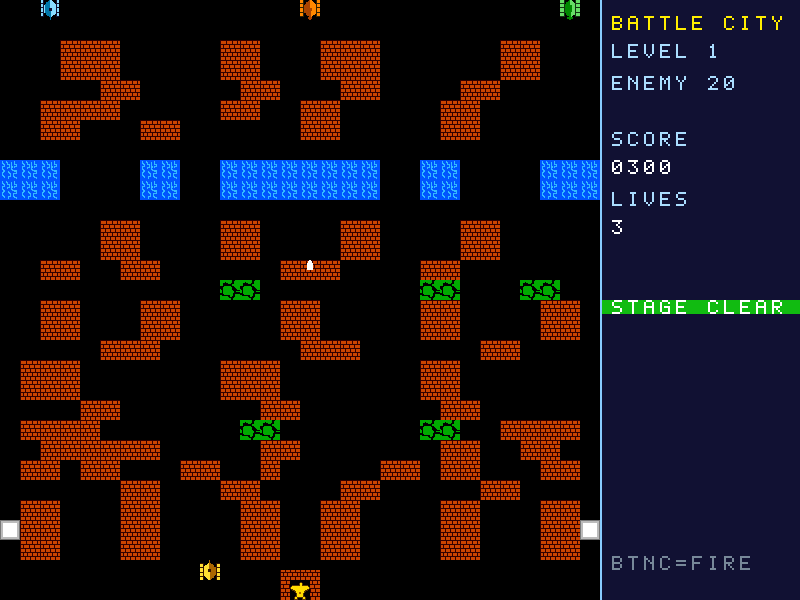 BATTLE CITY
LEVEL 1
ENEMY 20
SCORE
0300
LIVES
3
STAGE CLEAR
BTNC=FIRE